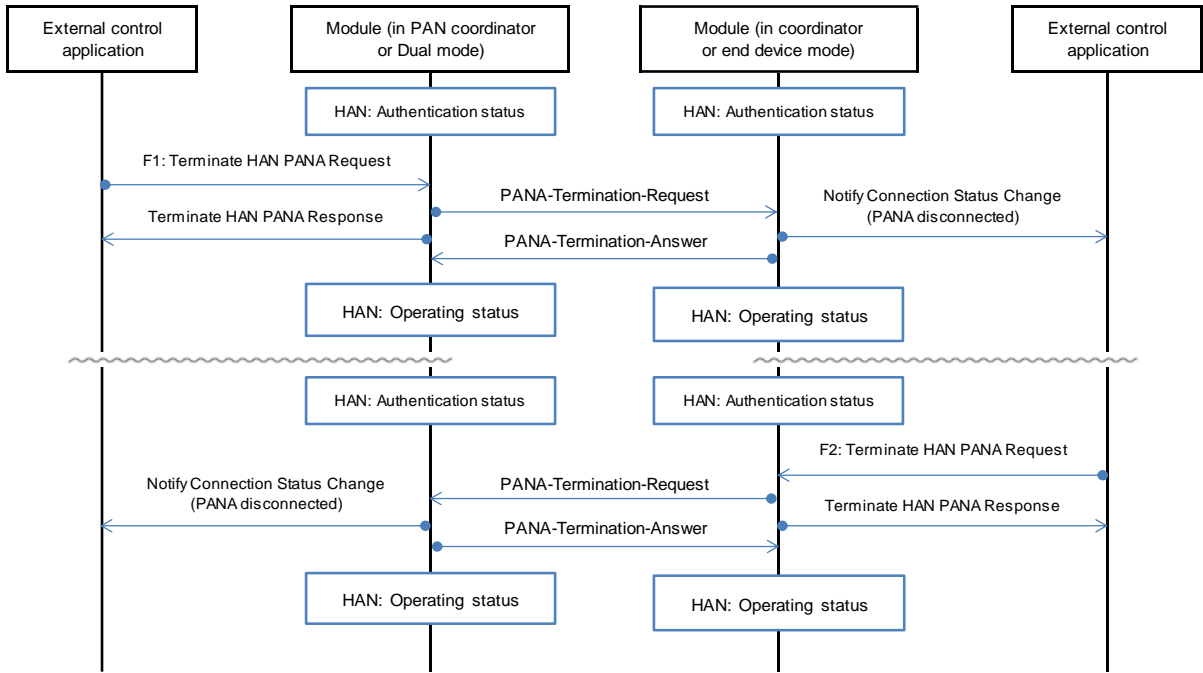 External control
application
Module (in PAN coordinator
or Dual mode)
Module (in coordinator
or end device mode)
External control
application
HAN: Authentication status
HAN: Authentication status
F1: Terminate HAN PANA Request
PANA-Termination-Request
Notify Connection Status Change
(PANA disconnected)
Terminate HAN PANA Response
PANA-Termination-Answer
HAN: Operating status
HAN: Operating status
HAN: Authentication status
HAN: Authentication status
F2: Terminate HAN PANA Request
Notify Connection Status Change
(PANA disconnected)
PANA-Termination-Request
Terminate HAN PANA Response
PANA-Termination-Answer
HAN: Operating status
HAN: Operating status